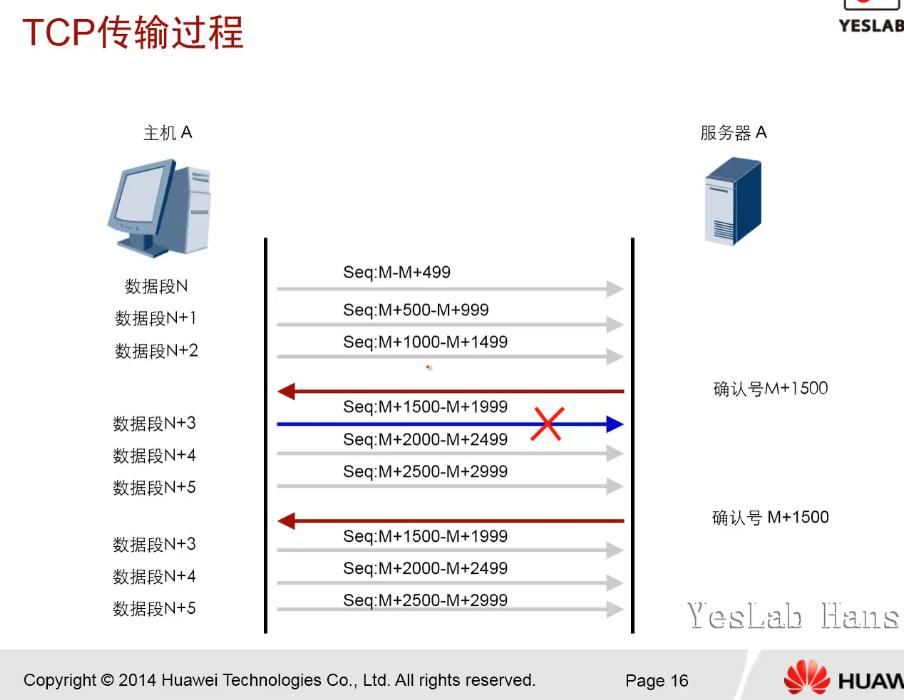 TCP传输过程
YESLAB
主机 A
服务器 A
数据段N
Seq:M-M+499
数据段N+1
Seq:M+500-M+999
数据段N+2
Seq:M+1000-M+1499
确认号M+1500
数据段N+3
Seq:M+1500-M+1999
数据段N+4
Seq:M+2000-M+2499
数据段N+5
Seq:M+2500-M+2999
确认号 M+1500
数据段N+3
Seq:M+1500-M+1999
数据段N+4
Seq:M+2000-M+2499
数据段N+5
Seq:M+2500-M+2999
YesLab Hans
Copyright © 2014 Huawei Techont ologies Co., Ltd. All rights reserved.
Page 16
HUAW